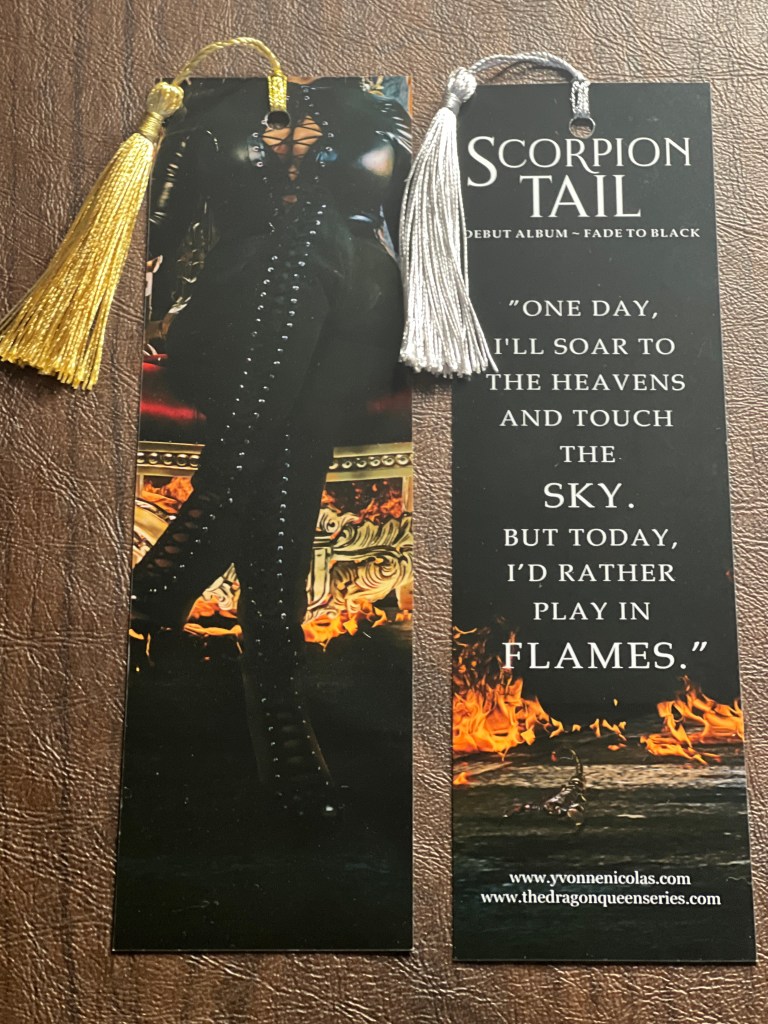 SCORPION
TAIL
DEBUT ALBUM ~ FADE TO BLACK
"ONE DAY,
I'LL SOAR TO
THE HEAVENS
AND TOUCH
THE
SKY.
BUT TODAY,
I'D RATHER
PLAY IN
FLAMES."
www.yvonnenicolas.com
www.thedragonqueenseries.com